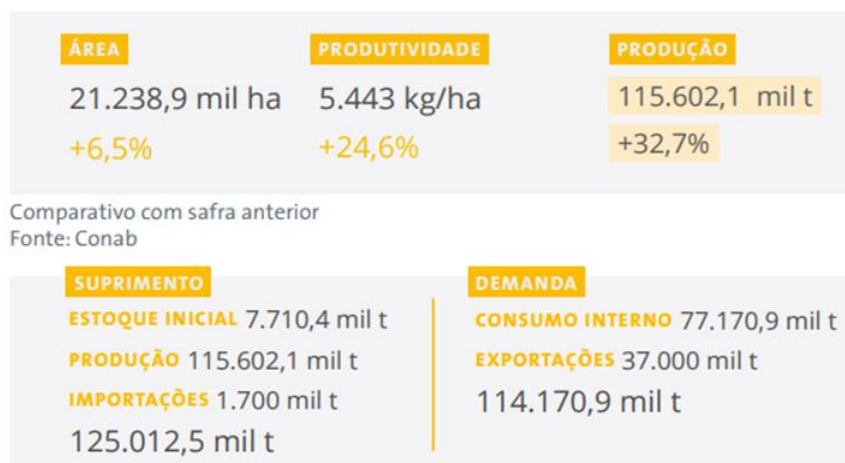 ÁREA
21.238,9 mil ha
+6,5%
PRODUTIVIDADE
5.443 kg/ha
+24,6%
PRODUÇÃO
115.602,1 mil t
+32,7%
Comparativo com safra anterior
Fonte: Conab
SUPRIMENTO
ESTOQUE INICIAL 7.710,4 mil t
PRODUÇÃO 115.602,1 mil t
IMPORTAÇÕES 1.700 mil t
125.012,5 mil t
DEMANDA
CONSUMO INTERNO 77.170,9 mil t
EXPORTAÇÕES 37.000 mil t
114.170,9 mil t